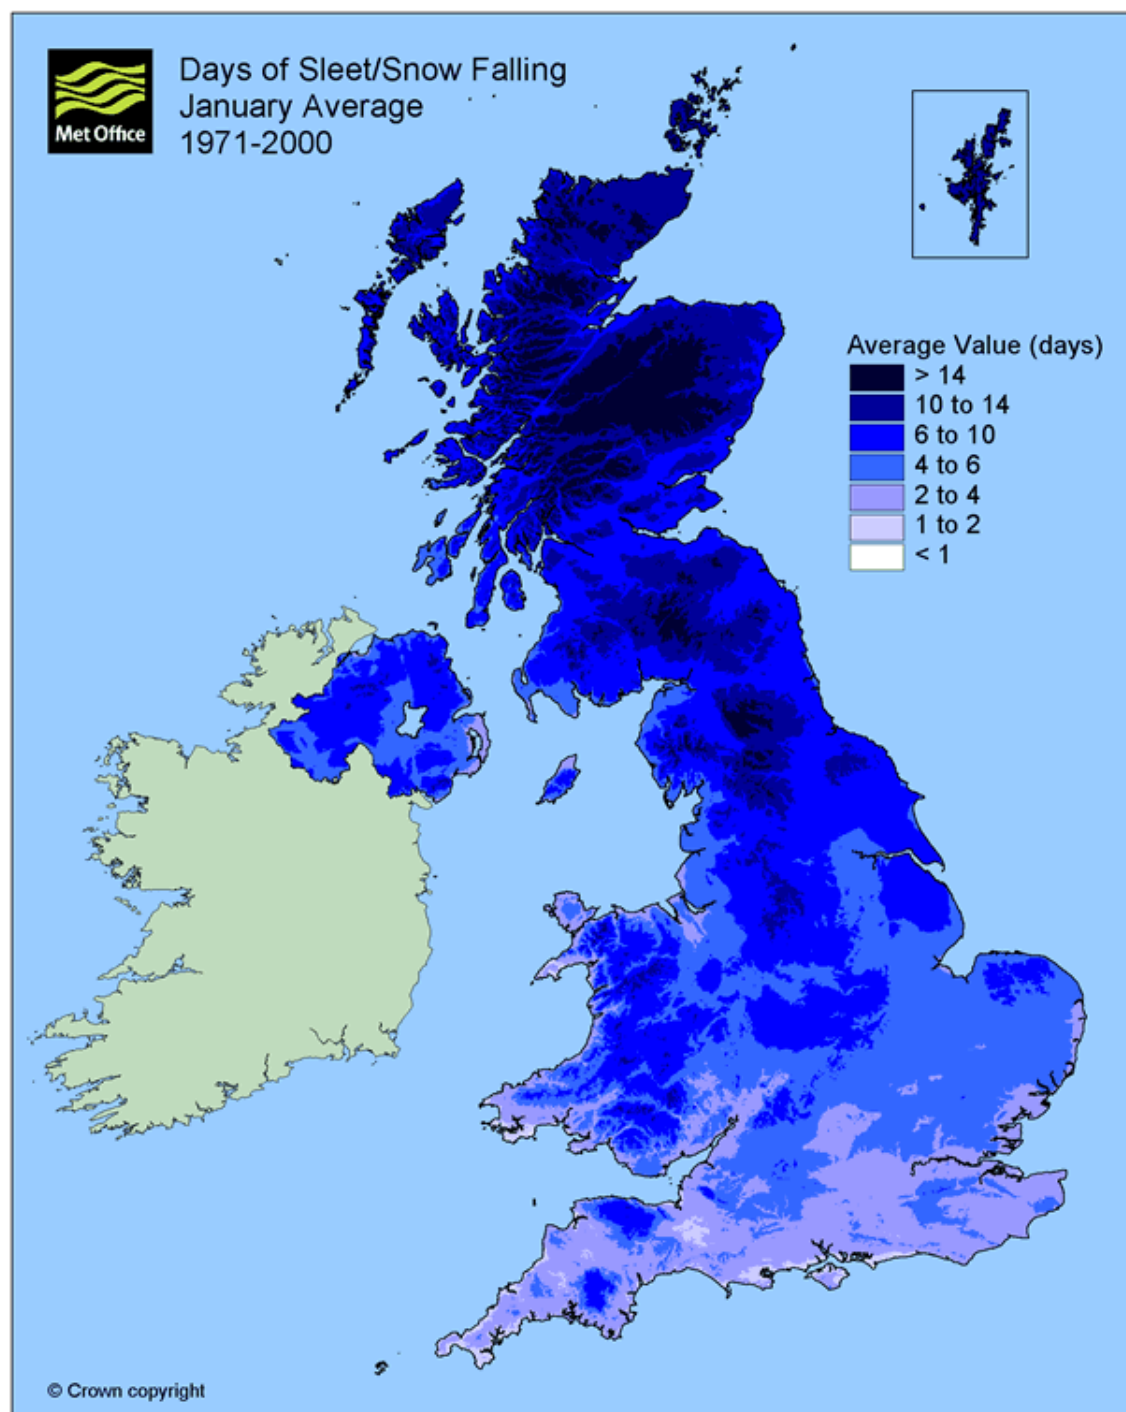 Met Office
Days of Sleet/Snow Falling
January Average
1971-2000
Average Value (days)
> 14
10 to 14
6 to 10
4 to 6
2 to 4
1 to 2
< 1
© Crown copyright